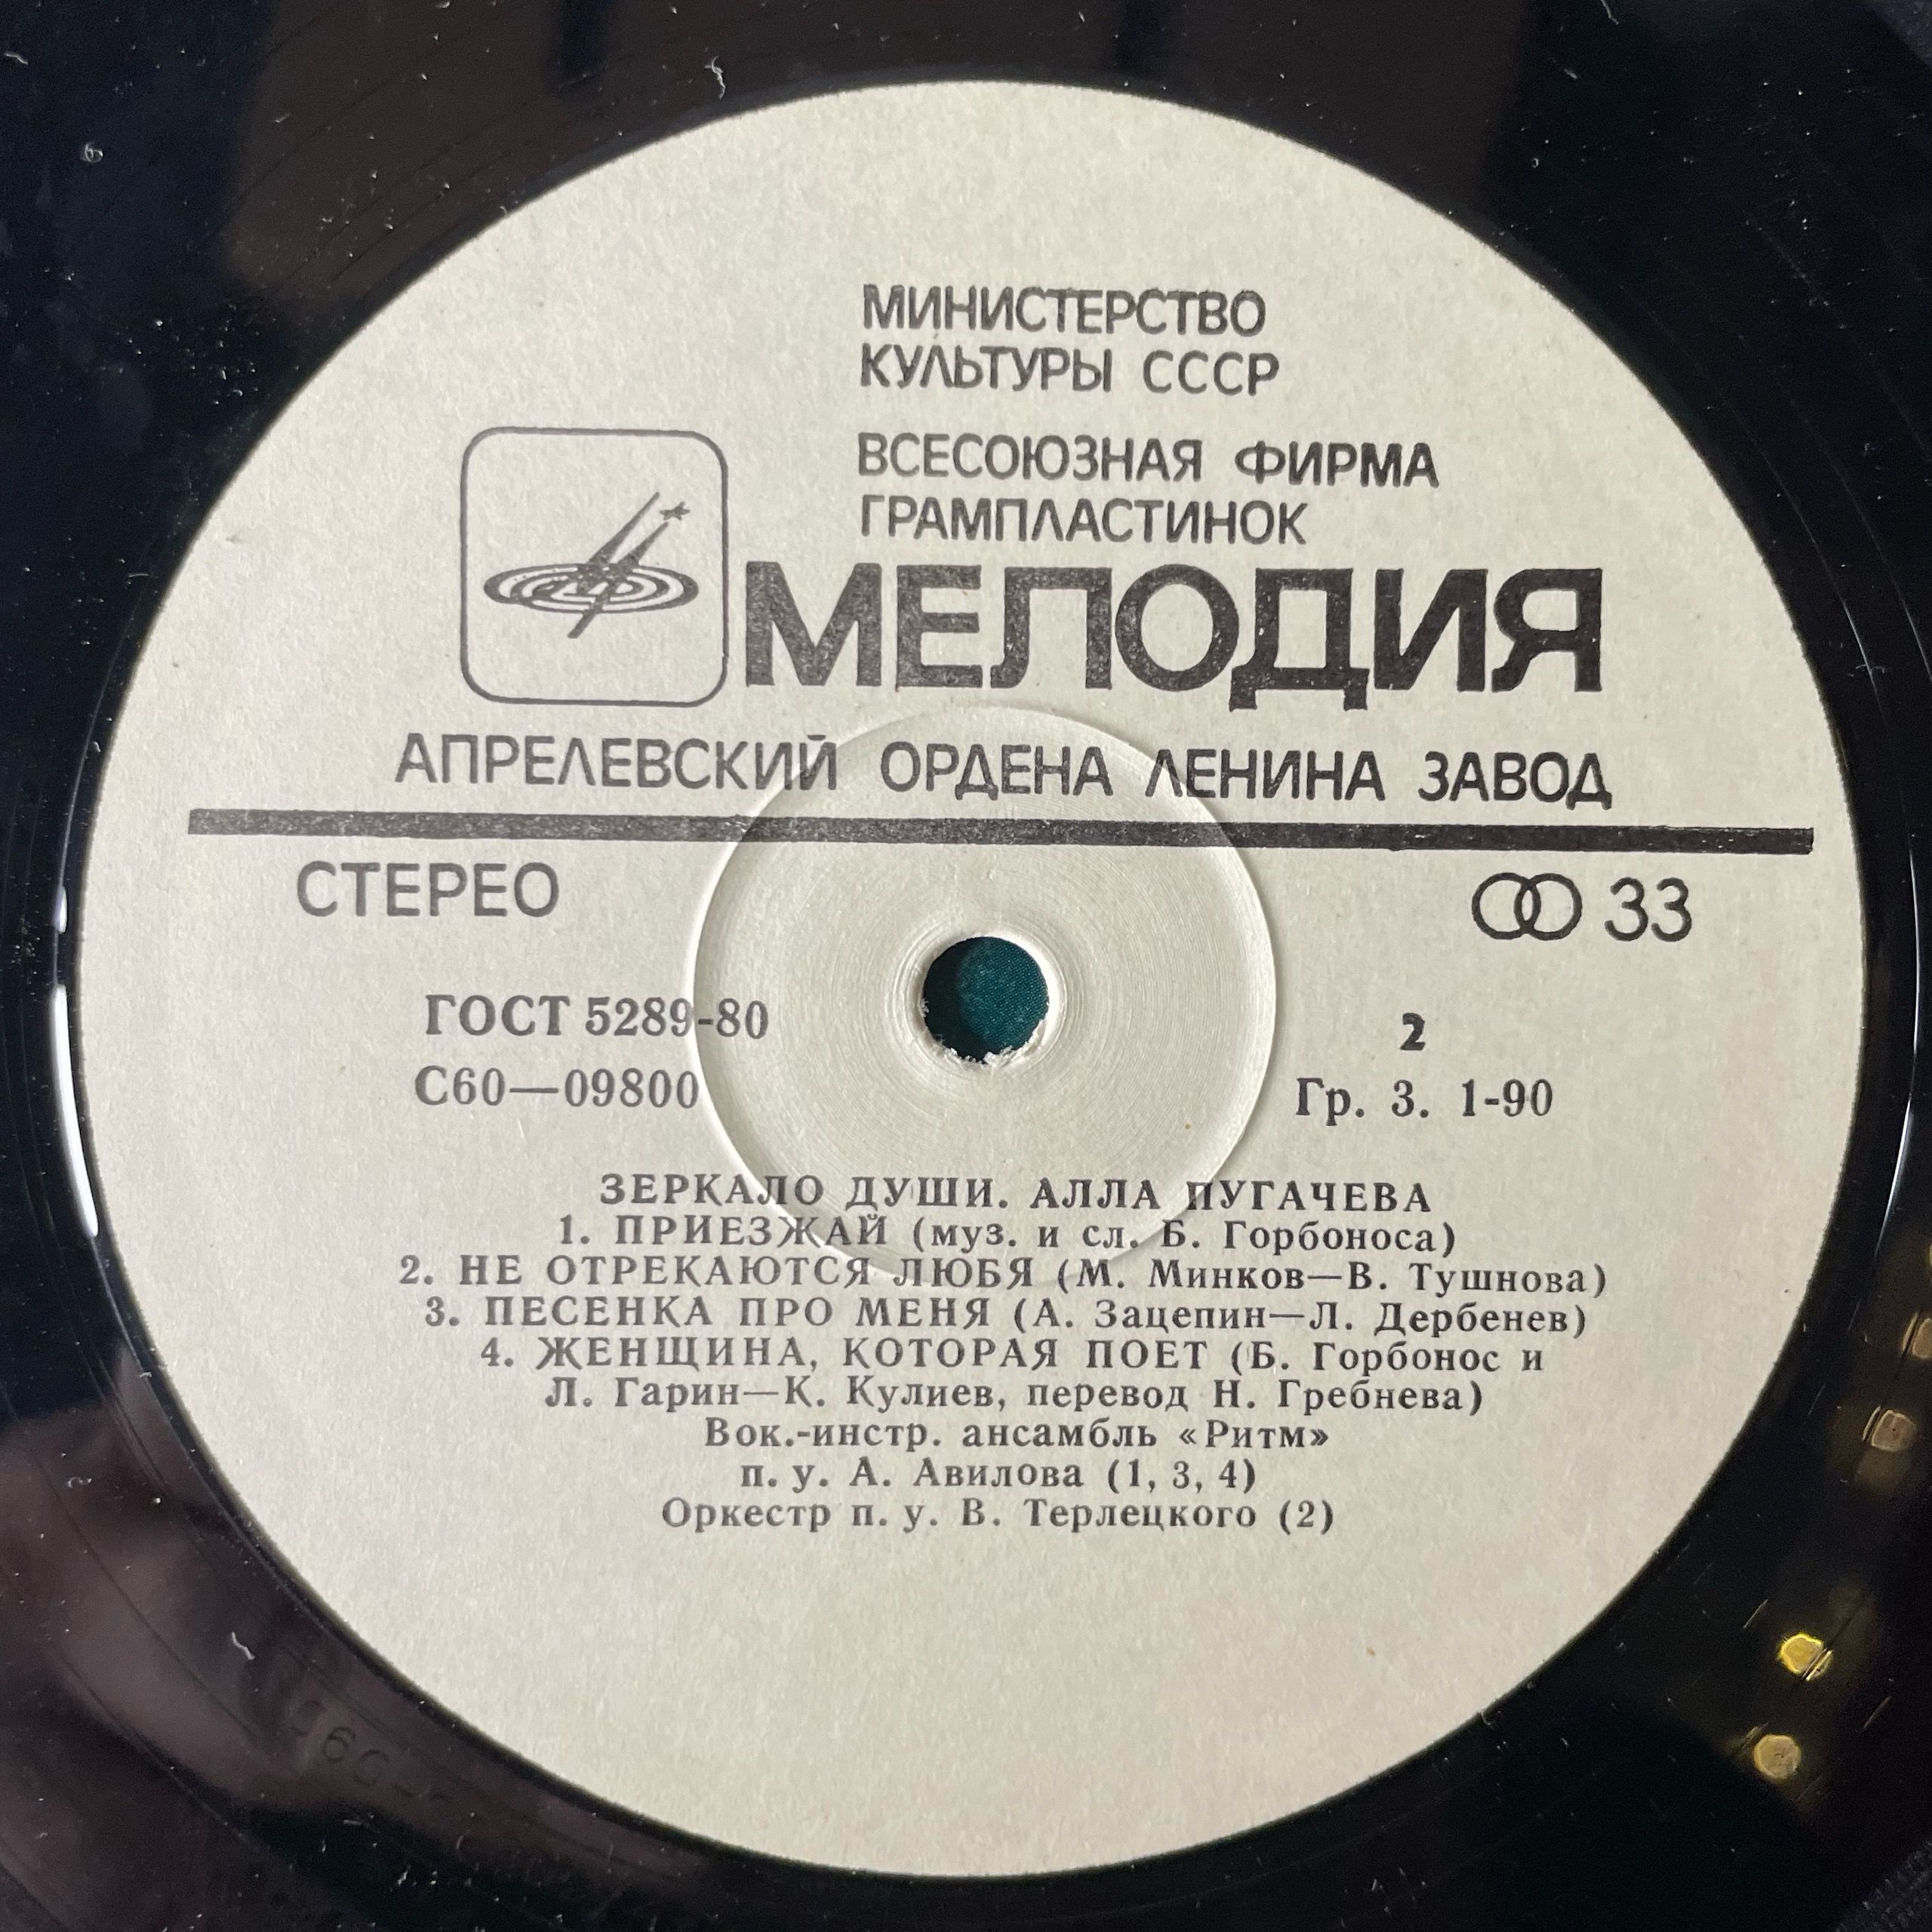 МИНИСТЕРСТВО
КУЛЬТУРЫ СССР
ВСЕСОЮЗНАЯ ФИРМА
ГРАМПЛАСТИНОК
МЕЛОДИЯ
АПРЕЛЕВСКИЙ ОРДЕНА ЛЕНИНА ЗАВОД
СТЕРЕО
33
ГОСТ 5289-80
2
С60—09800
Гр. 3. 1-90
ЗЕРКАЛО ДУШИ. АЛЛА ПУГАЧЕВА
1. ПРИЕЗЖАЙ (муз. и сл. Б. Горбоноса)
2. НЕ ОТРЕКАЮТСЯ ЛЮБЯ (М. Минков—В. Тушнова)
3. ПЕСЕНКА ПРО МЕНЯ (А. Зацепин—Л. Дербенев)
4. ЖЕНЩИНА, КОТОРАЯ ПОЕТ (Б. Горбонос и
Л. Гарин—К. Кулиев, перевод Н. Гребнева)
Вок.-инстр. ансамбль «Ритм»
п. у. А. Авилова (1, 3, 4)
Оркестр п. у. В. Терлецкого (2)